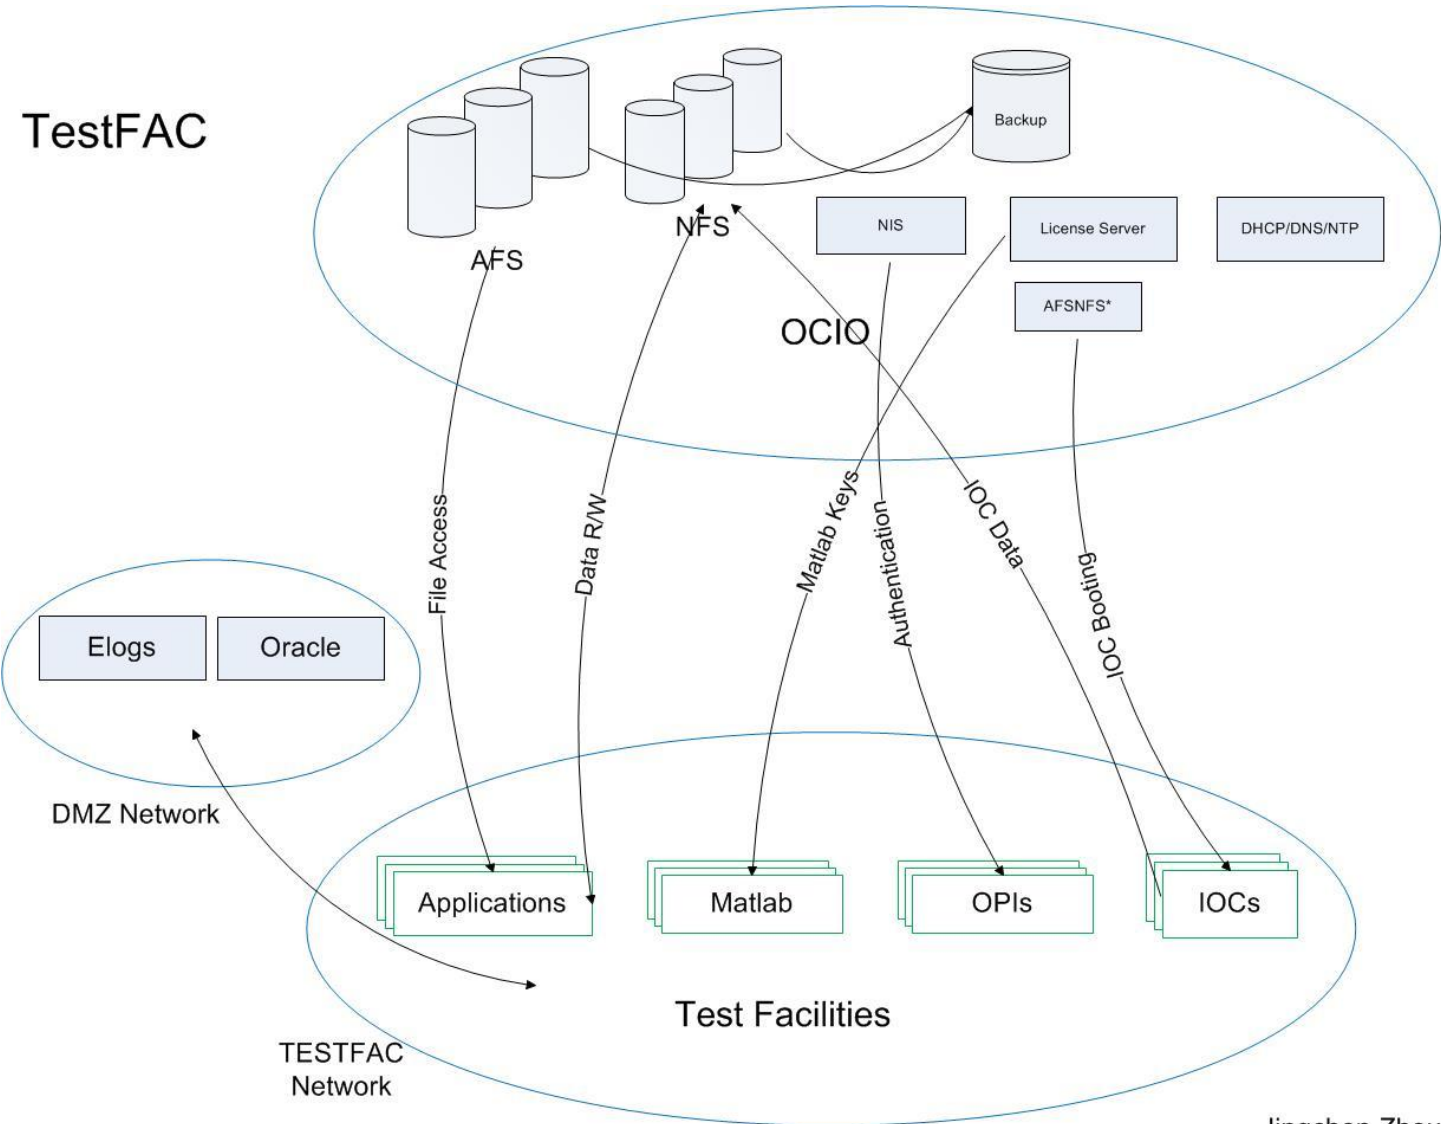 TestFAC
Backup
NIS
License Server
DHCP/DNS/NTP
NFS
AFS
AFSNFS*
OCIO
File Access
Data R/W
Matlab Keys
Authentication
IOC Data
IOC Booting
Elogs
Oracle
DMZ Network
Applications
Matlab
OPIs
IOCs
Test Facilities
TESTFAC
Network